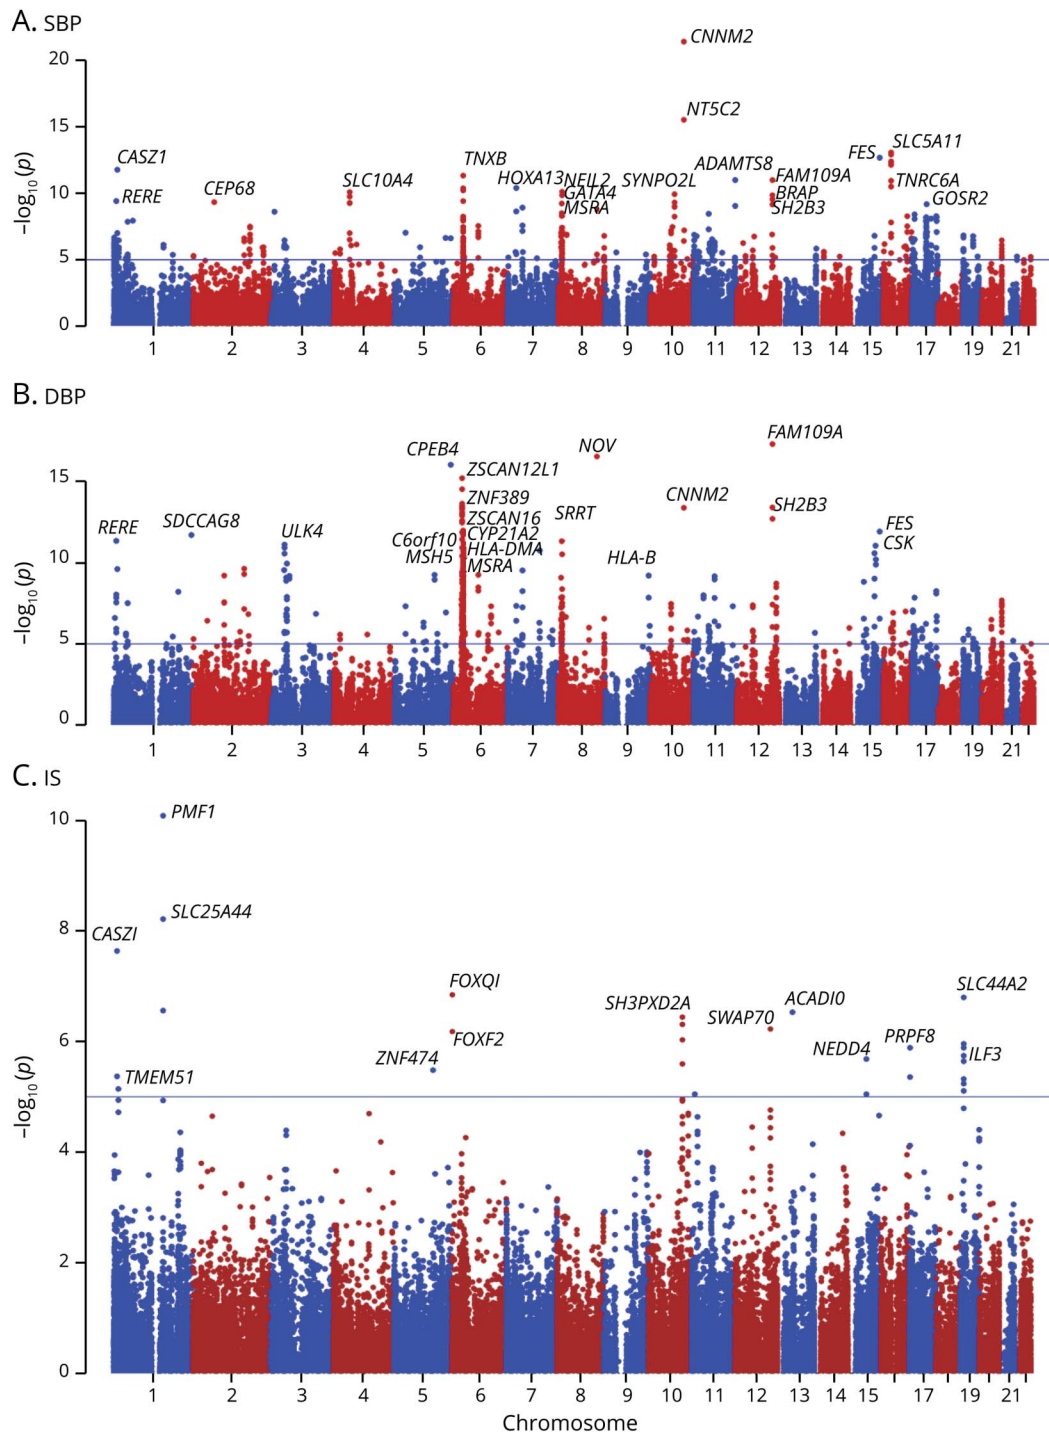 A. SBP
CNNM2
20
NT5C2
15
CASZ1
TNXB
ADAMTS8
FES
SLC5A11
RERE
CEP68
SLC10A4
HOXA13
NEIL2
GATA4
MSRA
SYNPO2L
FAM109A
BRAP
SH2B3
TNRC6A
GOSR2
10
5
0
−log10 (p)
1 2 3 4 5 6 7 8 9 10 11 12 13 14 15 17 19 21
B. DBP
FAM109A
NOV
CPEB4
ZSCAN12L1
15
ZNF389
ZSCAN16
CYP21A2
HLA-DMA
MSRA
CNNM2
SH2B3
RERE
SDCCAG8
ULK4
C6orf10
MSH5
SRRT
HLA-B
FES
CSK
10
5
0
−log10 (p)
1 2 3 4 5 6 7 8 9 10 11 12 13 14 15 17 19 21
C. IS
10
PMF1
SLC25A44
8
CASZI
FOXQI
SH3PXD2A
SWAP70
ACADI0
SLC44A2
6
FOXF2
ZNF474
NEDD4
PRPF8
ILF3
TMEM51
4
2
0
−log10 (p)
1 2 3 4 5 6 7 8 9 10 11 12 13 14 15 17 19 21
Chromosome